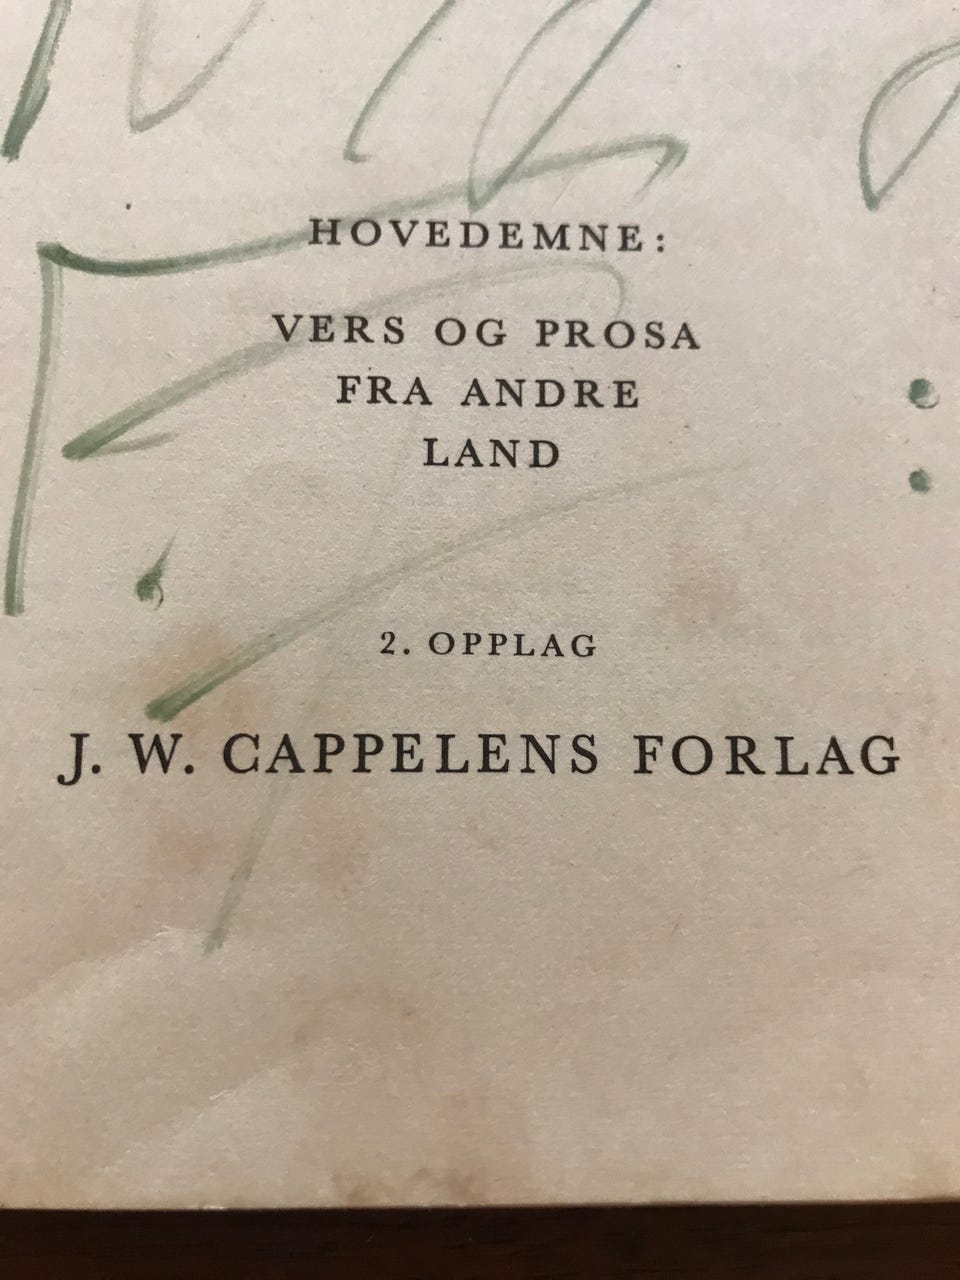 HOVEDEMNE:
VERS OG PROSA
FRA ANDRE
LAND
2. OPPLAG
J. W. CAPPELENS FORLAG